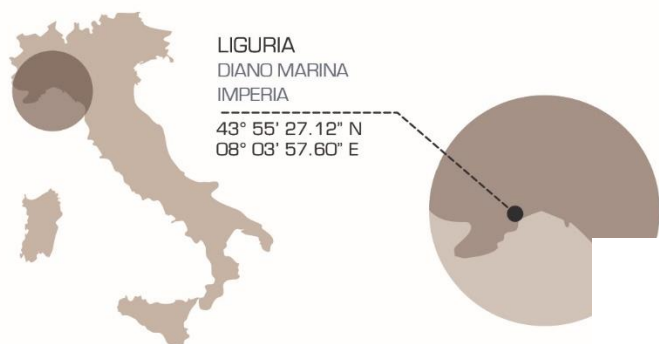 LIGURIA
DIANO MARINA
IMPERIA
43° 55' 27.12" N
08° 03' 57.60" E